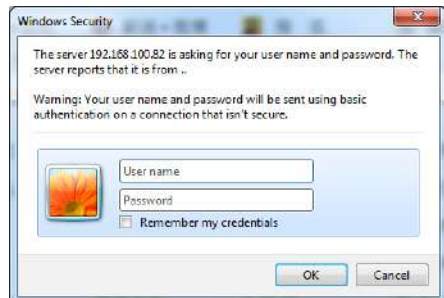 Windows Security
The server 192.168.100.82 is asking for your user name and password. The
server reports that it is from ..
Warning: Your user name and password will be sent using basic
authentication on a connection that isn't secure.
User name
Password
Remember my credentials
OK
Cancel